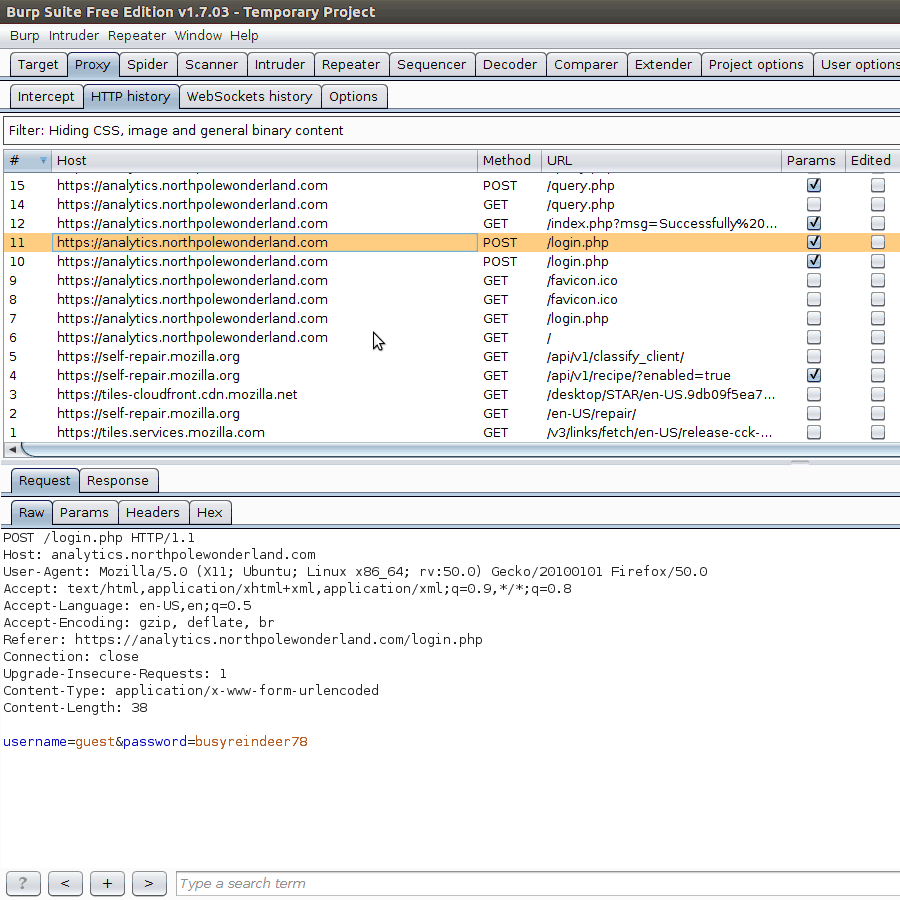 Burp Suite Free Edition v1.7.03 - Temporary Project
Burp Intruder Repeater Window Help
Target Proxy Spider Scanner Intruder Repeater Sequencer Decoder Comparer Extender Project options User options
Intercept HTTP history WebSockets history Options
Filter: Hiding CSS, image and general binary content
# Host Method URL Params Edited
15 https://analytics.northpolewonderland.com POST /query.php
14 https://analytics.northpolewonderland.com GET /query.php
12 https://analytics.northpolewonderland.com GET /index.php?msg=Successfully%20...
11 https://analytics.northpolewonderland.com POST /login.php
10 https://analytics.northpolewonderland.com POST /login.php
9 https://analytics.northpolewonderland.com GET /favicon.ico
8 https://analytics.northpolewonderland.com GET /favicon.ico
7 https://analytics.northpolewonderland.com GET /login.php
6 https://analytics.northpolewonderland.com GET /
5 https://self-repair.mozilla.org GET /api/v1/classify_client/
4 https://self-repair.mozilla.org GET /api/v1/recipe/?enabled=true
3 https://tiles-cloudfront.cdn.mozilla.net GET /desktop/STAR/en-US.9db09f5ea7...
2 https://self-repair.mozilla.org GET /en-US/repair/
1 https://tiles.services.mozilla.com GET /v3/links/fetch/en-US/release-cck-...
Request Response
Raw Params Headers Hex
POST /login.php HTTP/1.1
Host: analytics.northpolewonderland.com
User-Agent: Mozilla/5.0 (X11; Ubuntu; Linux x86_64; rv:50.0) Gecko/20100101 Firefox/50.0
Accept: text/html,application/xhtml+xml,application/xml;q=0.9,*/*;q=0.8
Accept-Language: en-US,en;q=0.5
Accept-Encoding: gzip, deflate, br
Referer: https://analytics.northpolewonderland.com/login.php
Connection: close
Upgrade-Insecure-Requests: 1
Content-Type: application/x-www-form-urlencoded
Content-Length: 38
username=guest&password=busyreindeer78
? < + > Type a search term